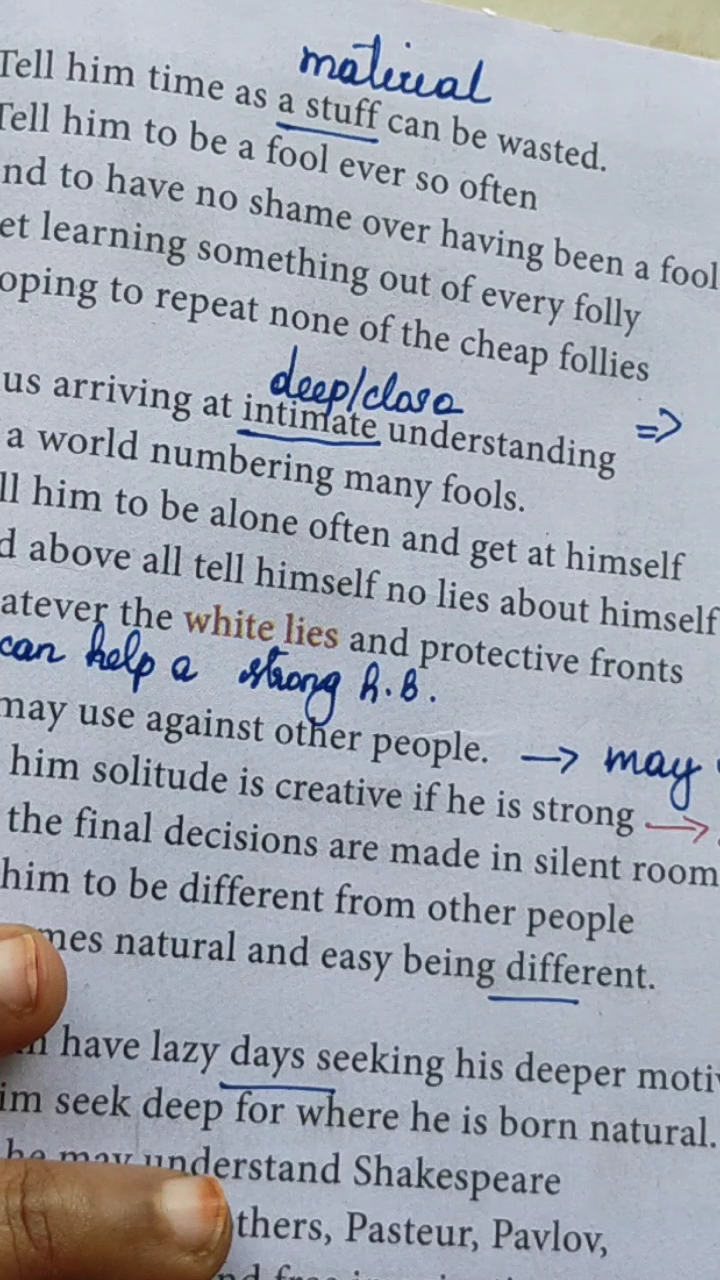 material
Tell him time as a stuff can be wasted.
Tell him to be a fool ever so often
nd to have no shame over having been a fool
et learning something out of every folly
oping to repeat none of the cheap follies
deep/close
us arriving at intimate understanding =>
a world numbering many fools.
ll him to be alone often and get at himself
d above all tell himself no lies about himself
atever the white lies and protective fronts
can help a strong h.B.
may use against other people. → may
him solitude is creative if he is strong →
the final decisions are made in silent room
him to be different from other people
mes natural and easy being different.
have lazy days seeking his deeper moti
im seek deep for where he is born natural.
he may understand Shakespeare
thers, Pasteur, Pavlov,